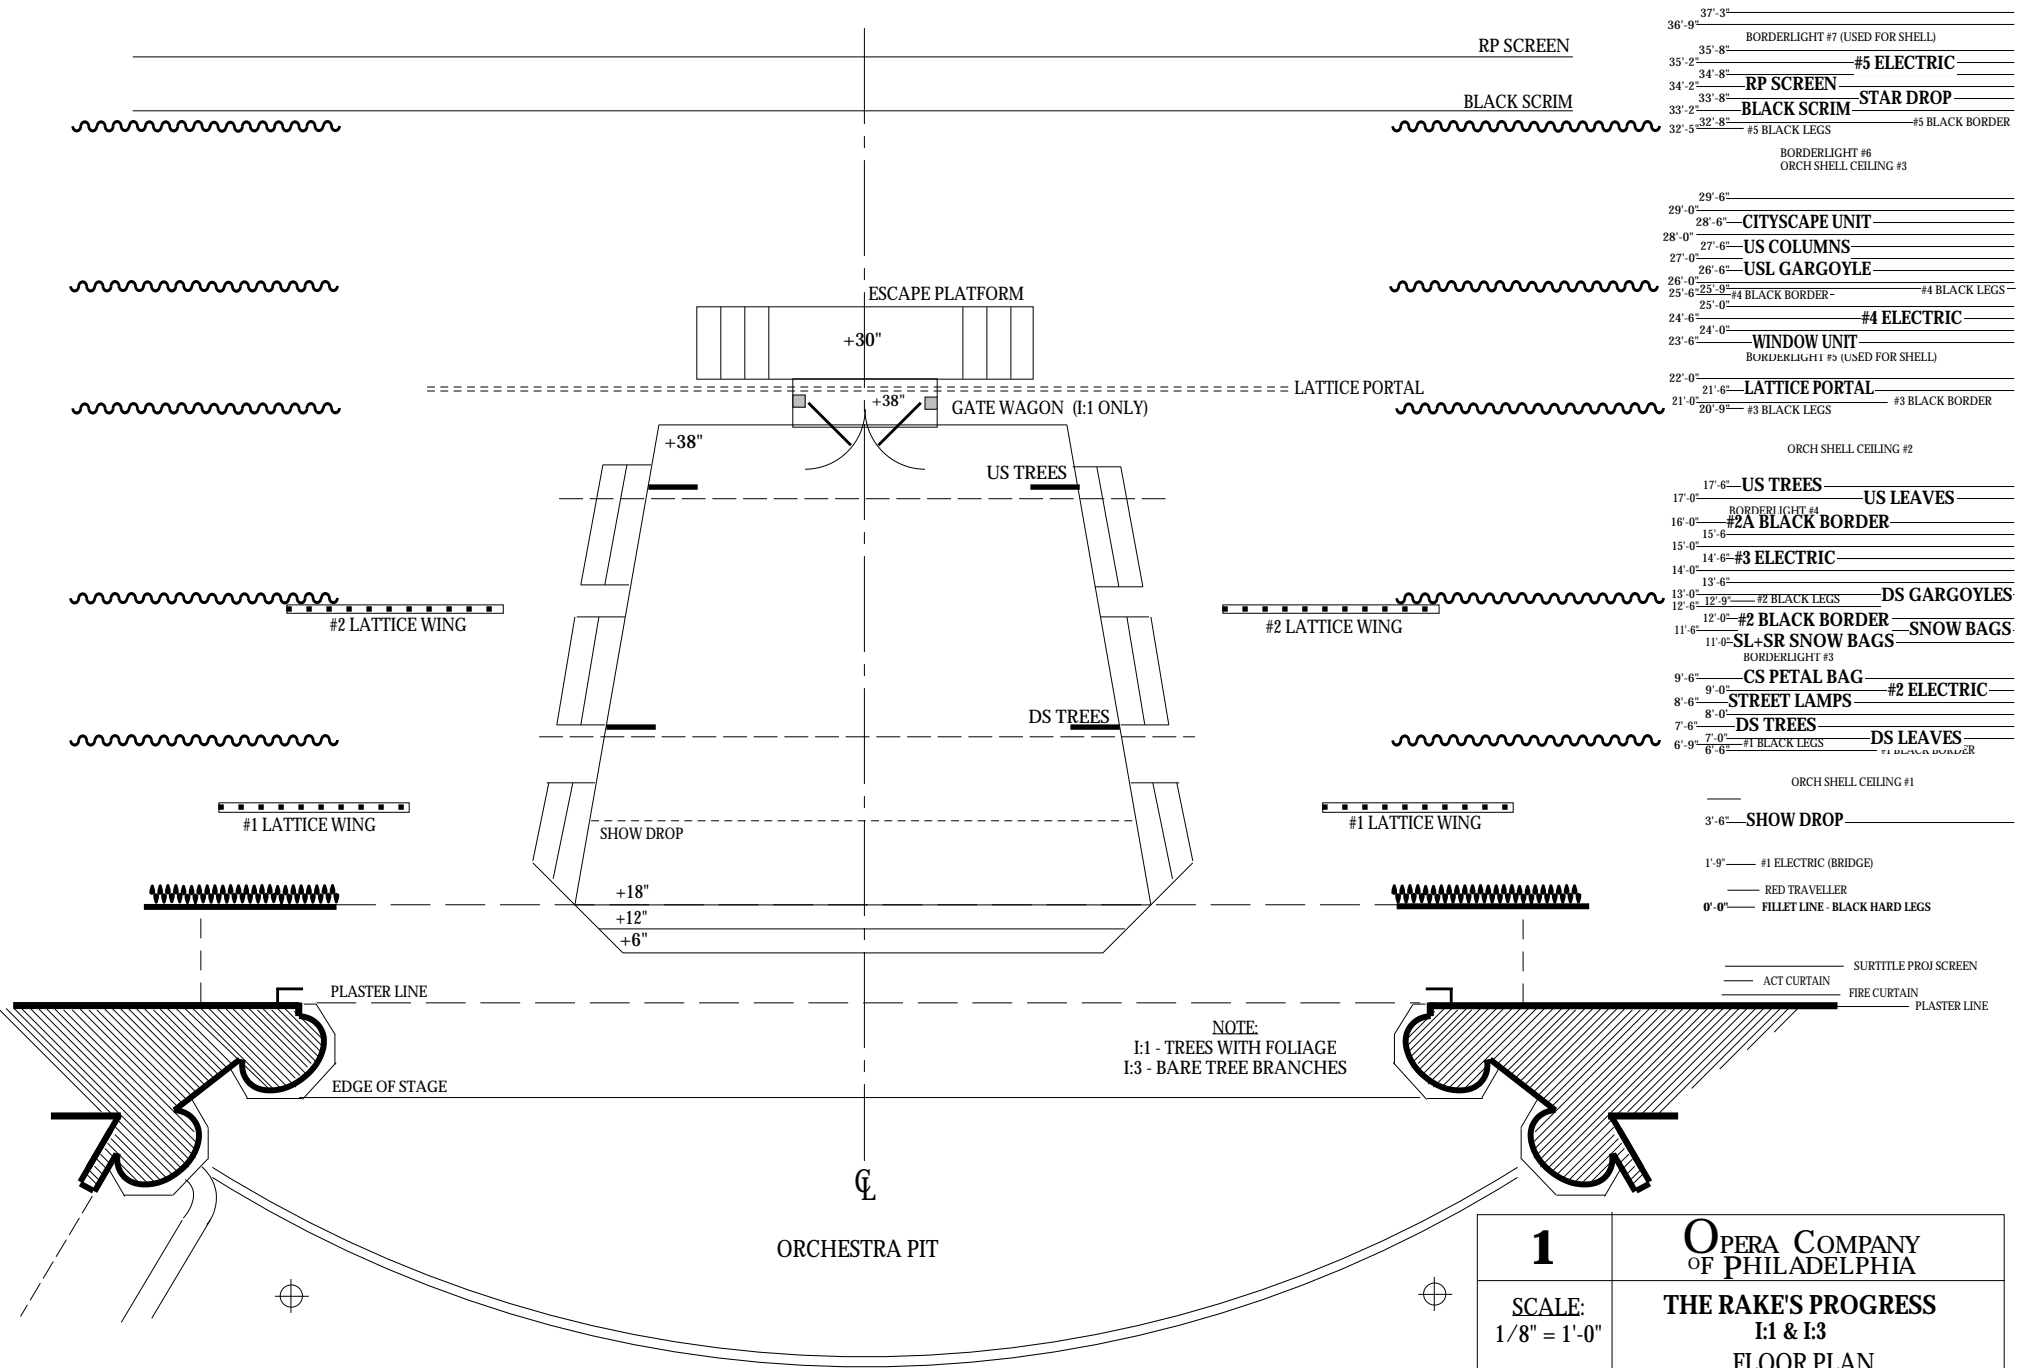 RP SCREEN
BLACK SCRIM
ESCAPE PLATFORM
+30"
LATTICE PORTAL
+38"
GATE WAGON (I:1 ONLY)
+38"
US TREES
#2 LATTICE WING
#2 LATTICE WING
DS TREES
#1 LATTICE WING
#1 LATTICE WING
SHOW DROP
+18"
+12"
+6"
PLASTER LINE
NOTE:
I:1 - TREES WITH FOLIAGE
I:3 - BARE TREE BRANCHES
EDGE OF STAGE
℄
ORCHESTRA PIT
37'-3"
36'-9"
BORDERLIGHT #7 (USED FOR SHELL)
35'-8"
35'-2" #5 ELECTRIC
34'-8"
34'-2" RP SCREEN
33'-8" STAR DROP
33'-2" BLACK SCRIM
32'-8" #5 BLACK BORDER
32'-5" #5 BLACK LEGS
BORDERLIGHT #6
ORCH SHELL CEILING #3
29'-6"
29'-0"
28'-6" CITYSCAPE UNIT
28'-0"
27'-6" US COLUMNS
27'-0"
26'-6" USL GARGOYLE
26'-0"
25'-9" #4 BLACK LEGS
25'-6" #4 BLACK BORDER
25'-0"
24'-6" #4 ELECTRIC
24'-0"
23'-6" WINDOW UNIT
BORDERLIGHT #5 (USED FOR SHELL)
22'-0"
21'-6" LATTICE PORTAL
21'-0" #3 BLACK BORDER
20'-9" #3 BLACK LEGS
ORCH SHELL CEILING #2
17'-6" US TREES
17'-0" US LEAVES
BORDERLIGHT #4
16'-0" #2A BLACK BORDER
15'-6
15'-0"
14'-6" #3 ELECTRIC
14'-0"
13'-6"
13'-0" DS GARGOYLES
12'-9" #2 BLACK LEGS
12'-6"
12'-0" #2 BLACK BORDER
11'-6" SNOW BAGS
11'-0" SL+SR SNOW BAGS
BORDERLIGHT #3
9'-6" CS PETAL BAG
9'-0" #2 ELECTRIC
8'-6" STREET LAMPS
8'-0'
7'-6" DS TREES
7'-0" DS LEAVES
6'-9" #1 BLACK LEGS
6'-6" #1 BLACK BORDER
ORCH SHELL CEILING #1
3'-6" SHOW DROP
1'-9" #1 ELECTRIC (BRIDGE)
RED TRAVELLER
0'-0" FILLET LINE - BLACK HARD LEGS
SURTITLE PROJ SCREEN
ACT CURTAIN
FIRE CURTAIN
PLASTER LINE
1
OPERA COMPANY
OF PHILADELPHIA
SCALE:
1/8" = 1'-0"
THE RAKE'S PROGRESS
I:1 & I:3
FLOOR PLAN